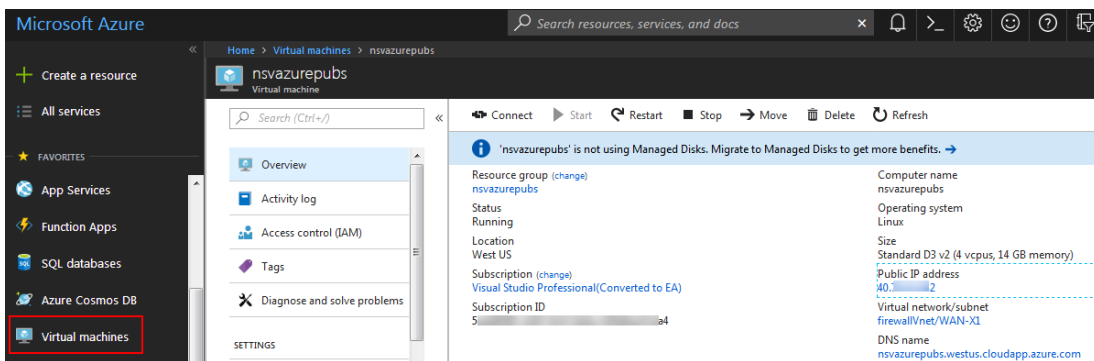 Microsoft Azure
Search resources, services, and docs
Home > Virtual machines > nsvazurepubs
nsvazurepubs
Virtual machine
Create a resource
All services
FAVORITES
App Services
Function Apps
SQL databases
Azure Cosmos DB
Virtual machines
Search (Ctrl+/)
Overview
Activity log
Access control (IAM)
Tags
Diagnose and solve problems
SETTINGS
Connect Start Restart Stop Move Delete Refresh
'nsvazurepubs' is not using Managed Disks. Migrate to Managed Disks to get more benefits. →
Resource group (change)
nsvazurepubs
Status
Running
Location
West US
Subscription (change)
Visual Studio Professional(Converted to EA)
Subscription ID
5 a4
Computer name
nsvazurepubs
Operating system
Linux
Size
Standard D3 v2 (4 vcpus, 14 GB memory)
Public IP address
40. 2
Virtual network/subnet
firewallVnet/WAN-X1
DNS name
nsvazurepubs.westus.cloudapp.azure.com